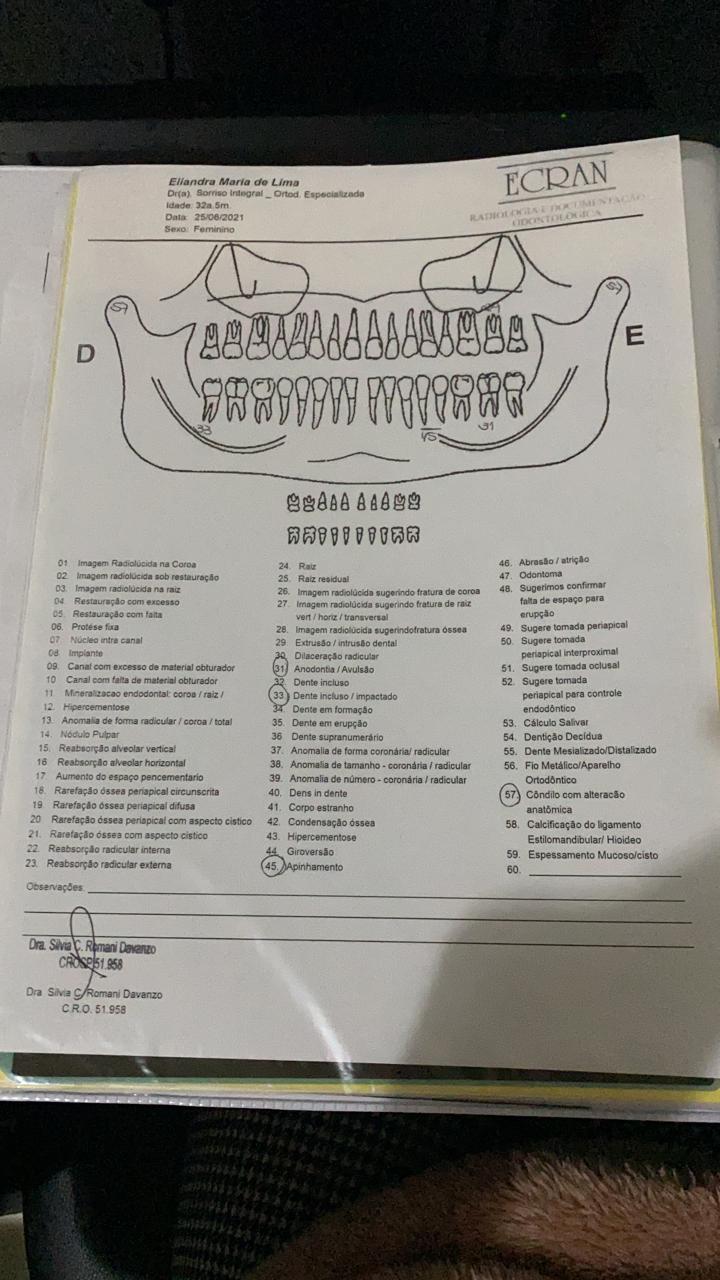 Eliandra Maria de Lima
Dr(a). Sorriso Integral _ Ortod. Especializada
Idade: 32a.5m.
Data: 25/06/2021
Sexo: Feminino
ECRAN
RADIOLOGIA E DOCUMENTAÇÃO
ODONTOLÓGICA
57
57
D
E
33
45
31
01 Imagem Radiolúcida na Coroa
02. Imagem radiolúcida sob restauração
03. Imagem radiolúcida na raiz
04. Restauração com excesso
05. Restauração com falta
06. Protése fixa
07. Núcleo intra canal
08. Implante
09. Canal com excesso de material obturador
10 Canal com falta de material obturador
11. Mineralizacao endodontal: coroa / raiz /
12. Hipercementose
13. Anomalia de forma radicular / coroa / total
14. Nódulo Pulpar
15. Reabsorção alveolar vertical
16 Reabsorção alveolar horizontal
17. Aumento do espaço pencementario
18. Rarefação óssea periapical circunscrita
19. Rarefação óssea periapical difusa
20 Rarefação óssea periapical com aspecto cistico
21. Rarefação óssea com aspecto cistico
22. Reabsorção radicular interna
23. Reabsorção radicular externa
24. Raiz
25. Raiz residual
26. Imagem radiolúcida sugerindo fratura de coroa
27. Imagem radiolúcida sugerindo fratura de raiz
vert / horiz / transversal
28. Imagem radiolúcida sugerindofratura óssea
29. Extrusão / intrusão dental
30. Dilaceração radicular
31. Anodontia / Avulsão
32. Dente incluso
33. Dente incluso / impactado
34. Dente em formação
35. Dente em erupção
36 Dente supranumerário
37. Anomalia de forma coronária/ radicular
38. Anomalia de tamanho - coronária / radicular
39. Anomalia de número - coronária / radicular
40. Dens in dente
41. Corpo estranho
42. Condensação óssea
43. Hipercementose
44. Giroversão
45. Apinhamento
46. Abrasão / atrição
47. Odontoma
48. Sugerimos confirmar
falta de espaço para
erupção
49. Sugere tomada periapical
50. Sugere tomada
periapical interproximal
51. Sugere tomada oclusal
52. Sugere tomada
periapical para controle
endodôntico
53. Cálculo Salivar
54. Dentição Decídua
55. Dente Mesializado/Distalizado
56. Fio Metálico/Aparelho
Ortodôntico
57. Côndilo com alteracão
anatômica
58. Calcificação do ligamento
Estilomandibular/ Hioideo
59. Espessamento Mucoso/cisto
60.
Observações:
Dra. Silvia C. Romani Davanzo
CROSP 51.958
Dra Silvia C. Romani Davanzo
C.R.O. 51.958